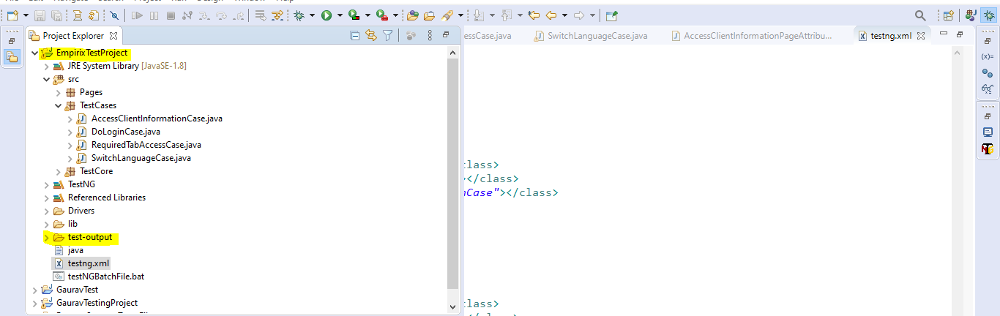 Project Explorer
essCase.java
SwitchLanguageCase.java
AccessClientInformationPageAttribu...
testng.xml
EmpirixTestProject
JRE System Library [JavaSE-1.8]
(x)=
src
Pages
TestCases
AccessClientInformationCase.java
DoLoginCase.java
RequiredTabAccessCase.java
SwitchLanguageCase.java
class>
TestCore
></class>
TestNG
nCase"></class>
Referenced Libraries
Drivers
lib
test-output
java
testng.xml
testNGBatchFile.bat
GauravTest
GauravTestingProject
class>